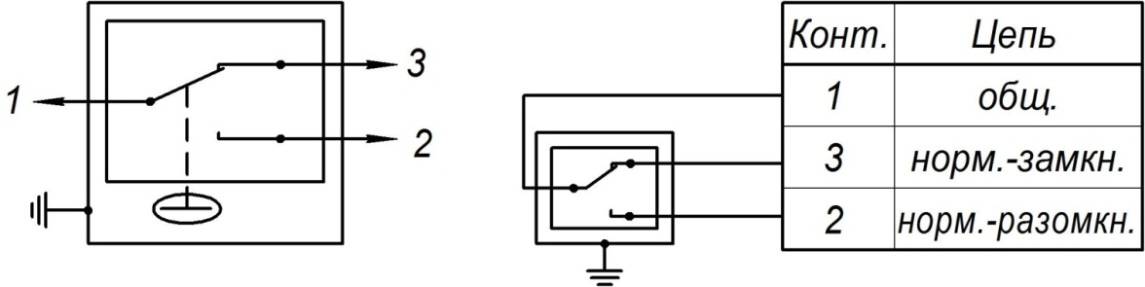 1
3
2
Конт. Цепь
1 общ.
3 норм.-замкн.
2 норм.-разомкн.